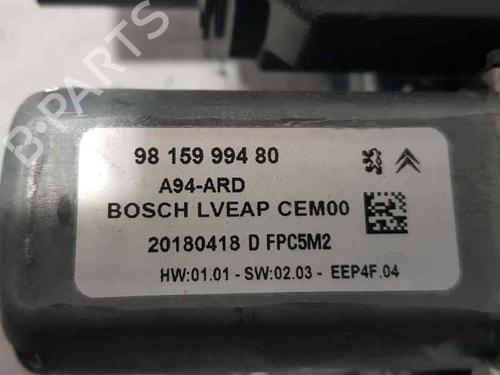 98 159 994 80
A94-ARD
BOSCH LVEAP CEM00
20180418 D FPC5M2
HW:01.01 - SW:02.03 - EEP4F.04
B-PARTS